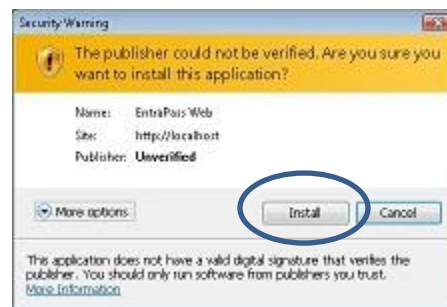 Security Warning
The publisher could not be verified. Are you sure you
want to install this application?
Name: EntraPass Web
Site: http://localhost
Publisher: Unverified
More options Install Cancel
This application does not have a valid digital signature that verifies the
publisher. You should only run software from publishers you trust.
More Information